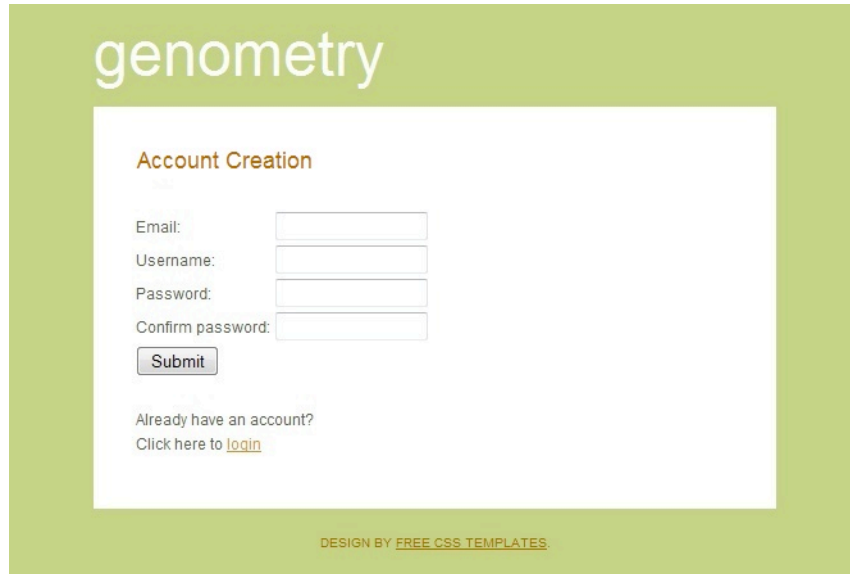 genometry
Account Creation
Email:
Username:
Password:
Confirm password:
Submit
Already have an account?
Click here to login
DESIGN BY FREE CSS TEMPLATES.